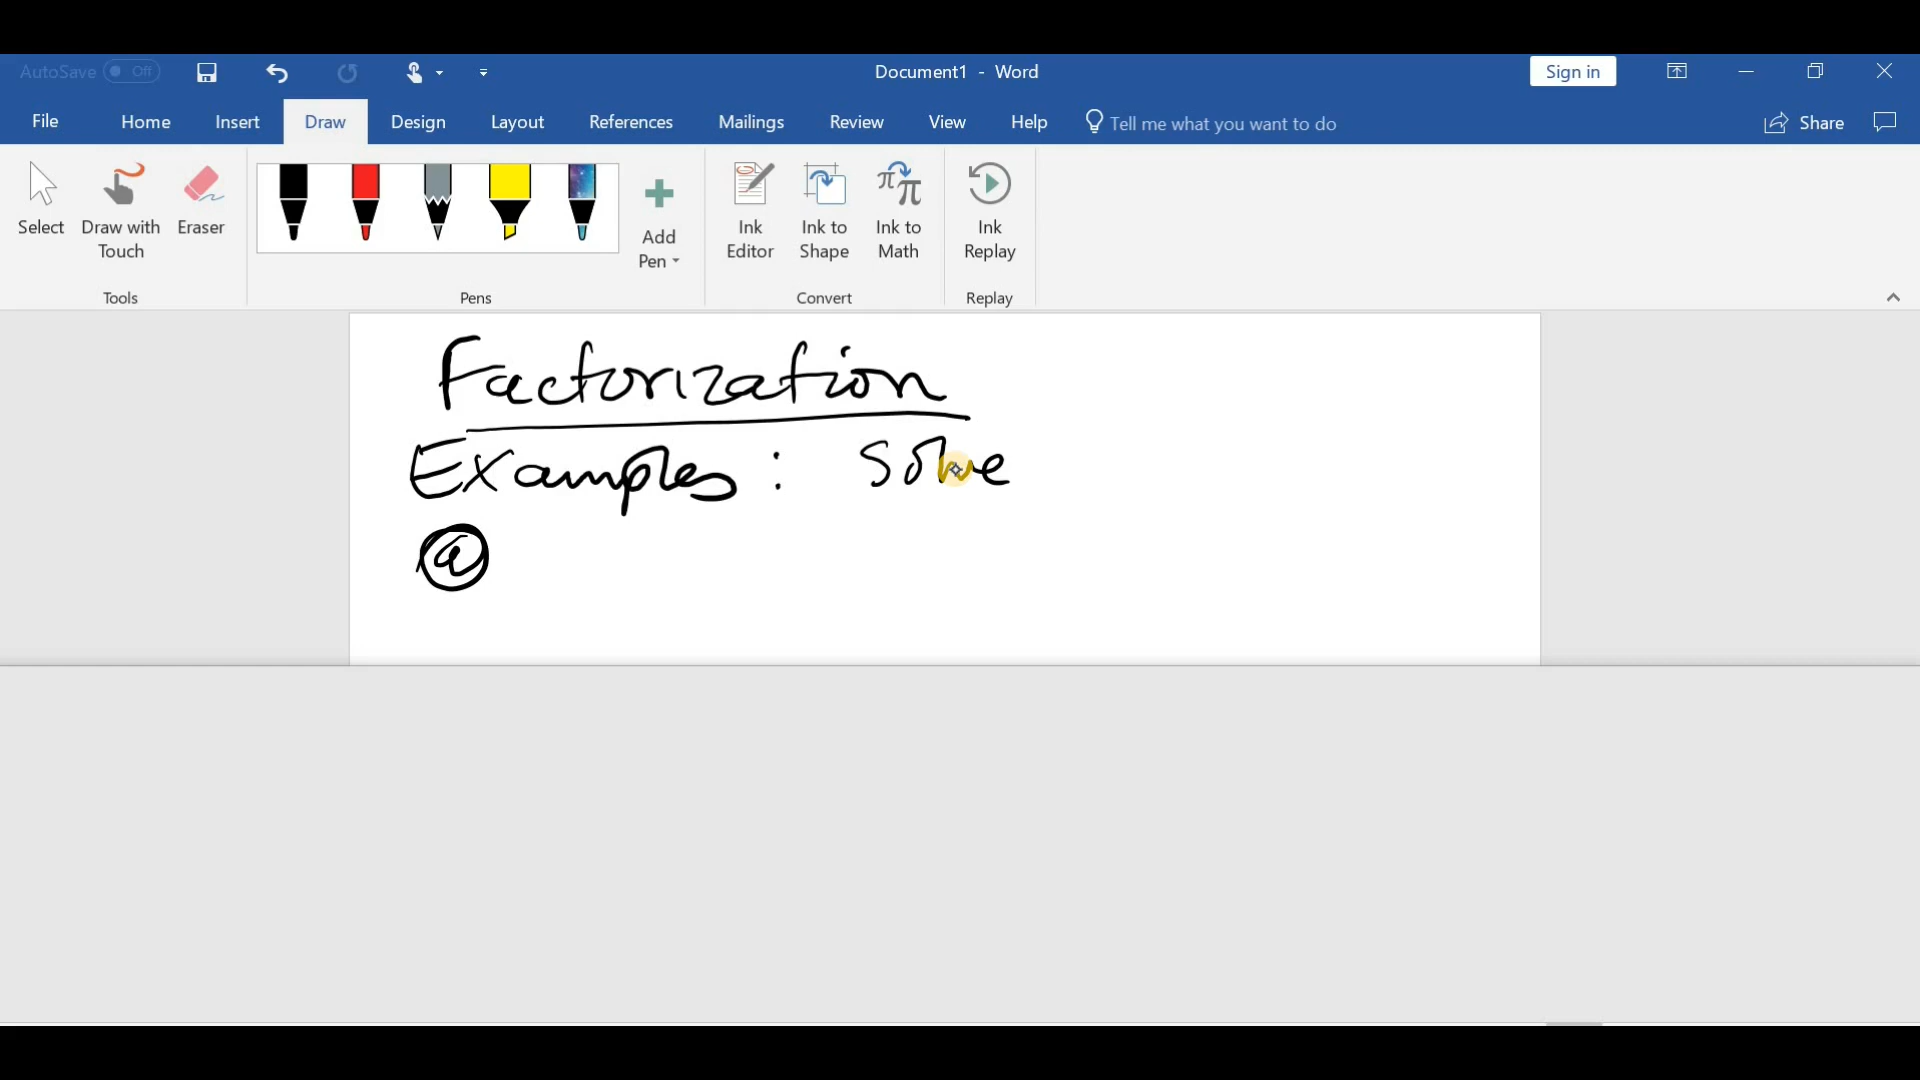 AutoSave Off Document1 - Word Sign in
File Home Insert Draw Design Layout References Mailings Review View Help Tell me what you want to do Share
Select Draw with Touch Eraser Add Pen Ink Editor Ink to Shape Ink to Math Ink Replay
Tools Pens Convert Replay
Factorization
Examples : Solve
a